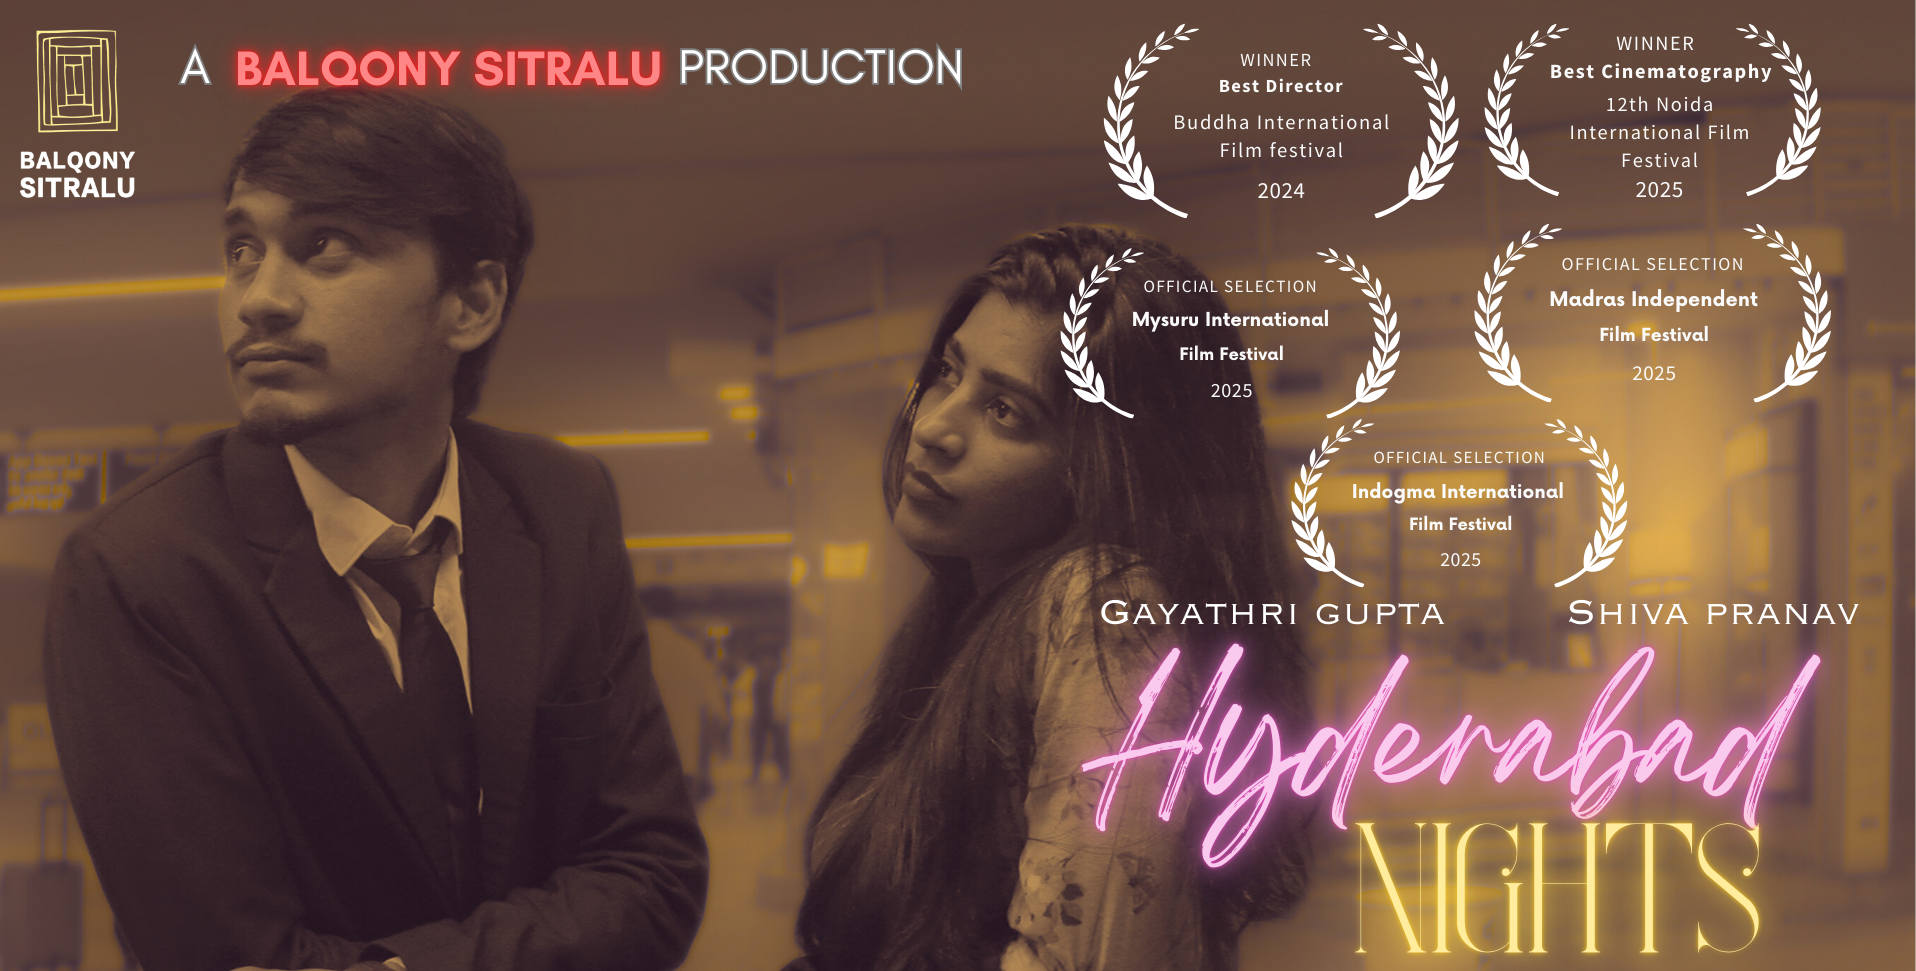 BALQONY
SITRALU
A BALQONY SITRALU PRODUCTION
WINNER
Best Director
Buddha International
Film festival
2024
WINNER
Best Cinematography
12th Noida
International Film
Festival
2025
OFFICIAL SELECTION
Mysuru International
Film Festival
2025
OFFICIAL SELECTION
Madras Independent
Film Festival
2025
OFFICIAL SELECTION
Indogma International
Film Festival
2025
GAYATHRI GUPTA
SHIVA PRANAV
Hyderabad
NIGHTS